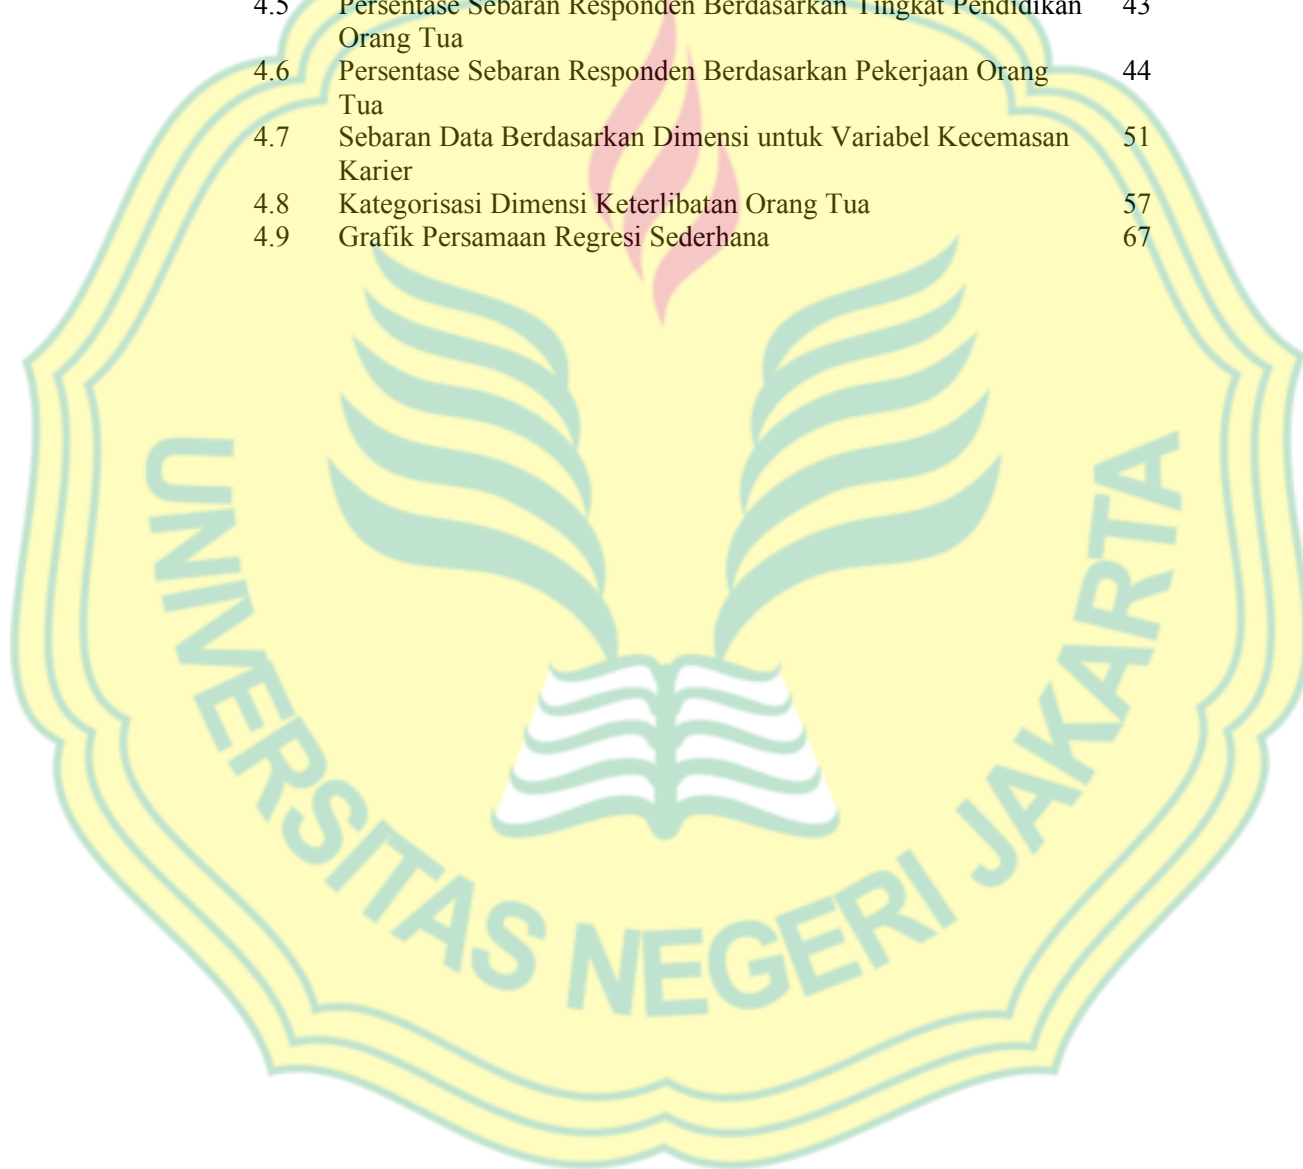 4.5 Persentase Sebaran Responden Berdasarkan Tingkat Pendidikan 43
Orang Tua
4.6 Persentase Sebaran Responden Berdasarkan Pekerjaan Orang 44
Tua
4.7 Sebaran Data Berdasarkan Dimensi untuk Variabel Kecemasan 51
Karier
4.8 Kategorisasi Dimensi Keterlibatan Orang Tua 57
4.9 Grafik Persamaan Regresi Sederhana 67
UNIVERSITAS NEGERI JAKARTA